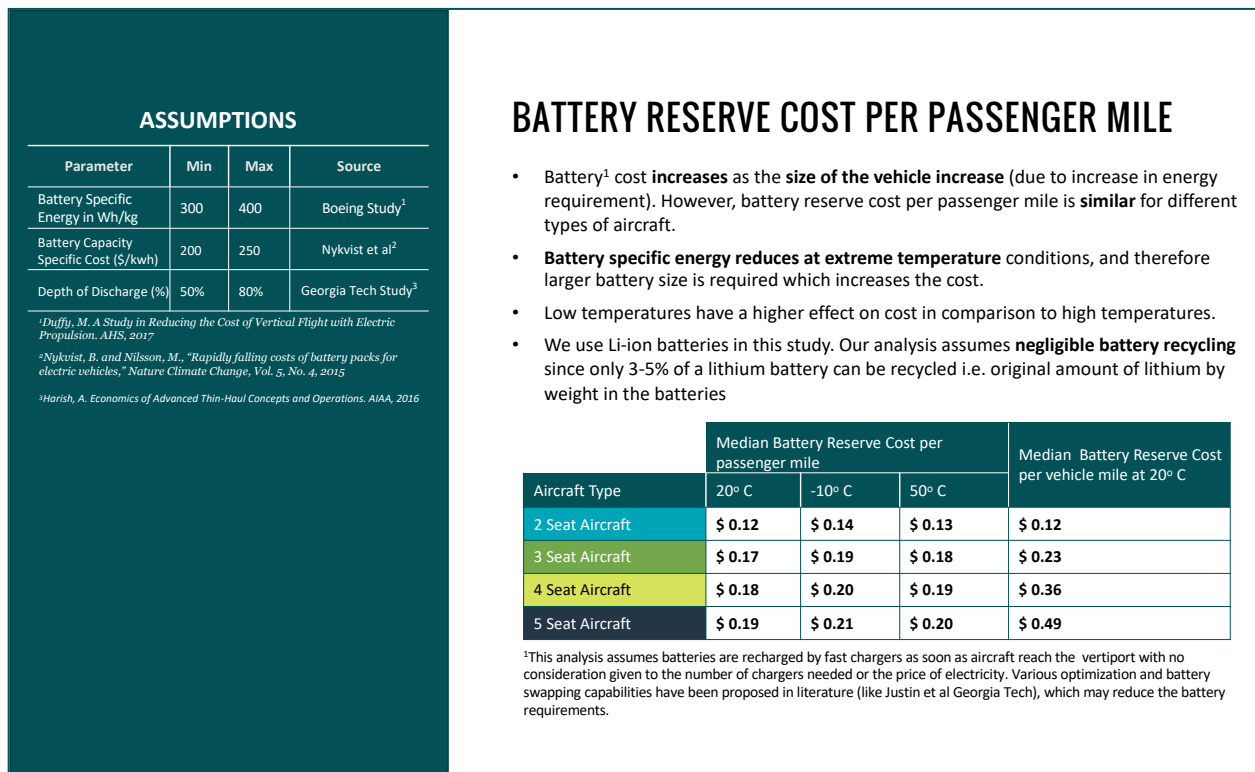 ASSUMPTIONS
Parameter Min Max Source
Battery Specific
Energy in Wh/kg 300 400 Boeing Study¹
Battery Capacity
Specific Cost ($/kwh) 200 250 Nykvist et al²
Depth of Discharge (%) 50% 80% Georgia Tech Study³
¹Duffy, M. A Study in Reducing the Cost of Vertical Flight with Electric
Propulsion. AHS, 2017
²Nykvist, B. and Nilsson, M., “Rapidly falling costs of battery packs for
electric vehicles,” Nature Climate Change, Vol. 5, No. 4, 2015
³Harish, A. Economics of Advanced Thin-Haul Concepts and Operations. AIAA, 2016
BATTERY RESERVE COST PER PASSENGER MILE
• Battery¹ cost increases as the size of the vehicle increase (due to increase in energy
requirement). However, battery reserve cost per passenger mile is similar for different
types of aircraft.
• Battery specific energy reduces at extreme temperature conditions, and therefore
larger battery size is required which increases the cost.
• Low temperatures have a higher effect on cost in comparison to high temperatures.
• We use Li-ion batteries in this study. Our analysis assumes negligible battery recycling
since only 3-5% of a lithium battery can be recycled i.e. original amount of lithium by
weight in the batteries
Median Battery Reserve Cost per
passenger mile
Median  Battery Reserve Cost
per vehicle mile at 20° C
Aircraft Type 20° C -10° C 50° C
2 Seat Aircraft $ 0.12 $ 0.14 $ 0.13 $ 0.12
3 Seat Aircraft $ 0.17 $ 0.19 $ 0.18 $ 0.23
4 Seat Aircraft $ 0.18 $ 0.20 $ 0.19 $ 0.36
5 Seat Aircraft $ 0.19 $ 0.21 $ 0.20 $ 0.49
¹This analysis assumes batteries are recharged by fast chargers as soon as aircraft reach the  vertiport with no
consideration given to the number of chargers needed or the price of electricity. Various optimization and battery
swapping capabilities have been proposed in literature (like Justin et al Georgia Tech), which may reduce the battery
requirements.